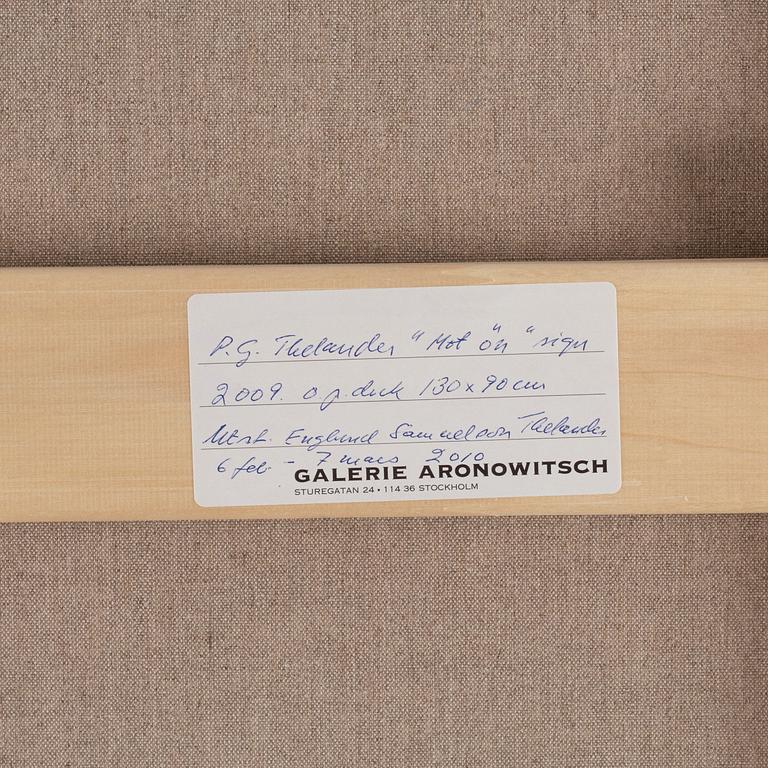 P.G. Thelander "Mot ön" sign
2009. o.p.duk 130x90 cm
Utst. Englund Samuelsson Thelander
6 feb - 7 mars 2010
GALERIE ARONOWITSCH
STUREGATAN 24 • 114 36 STOCKHOLM